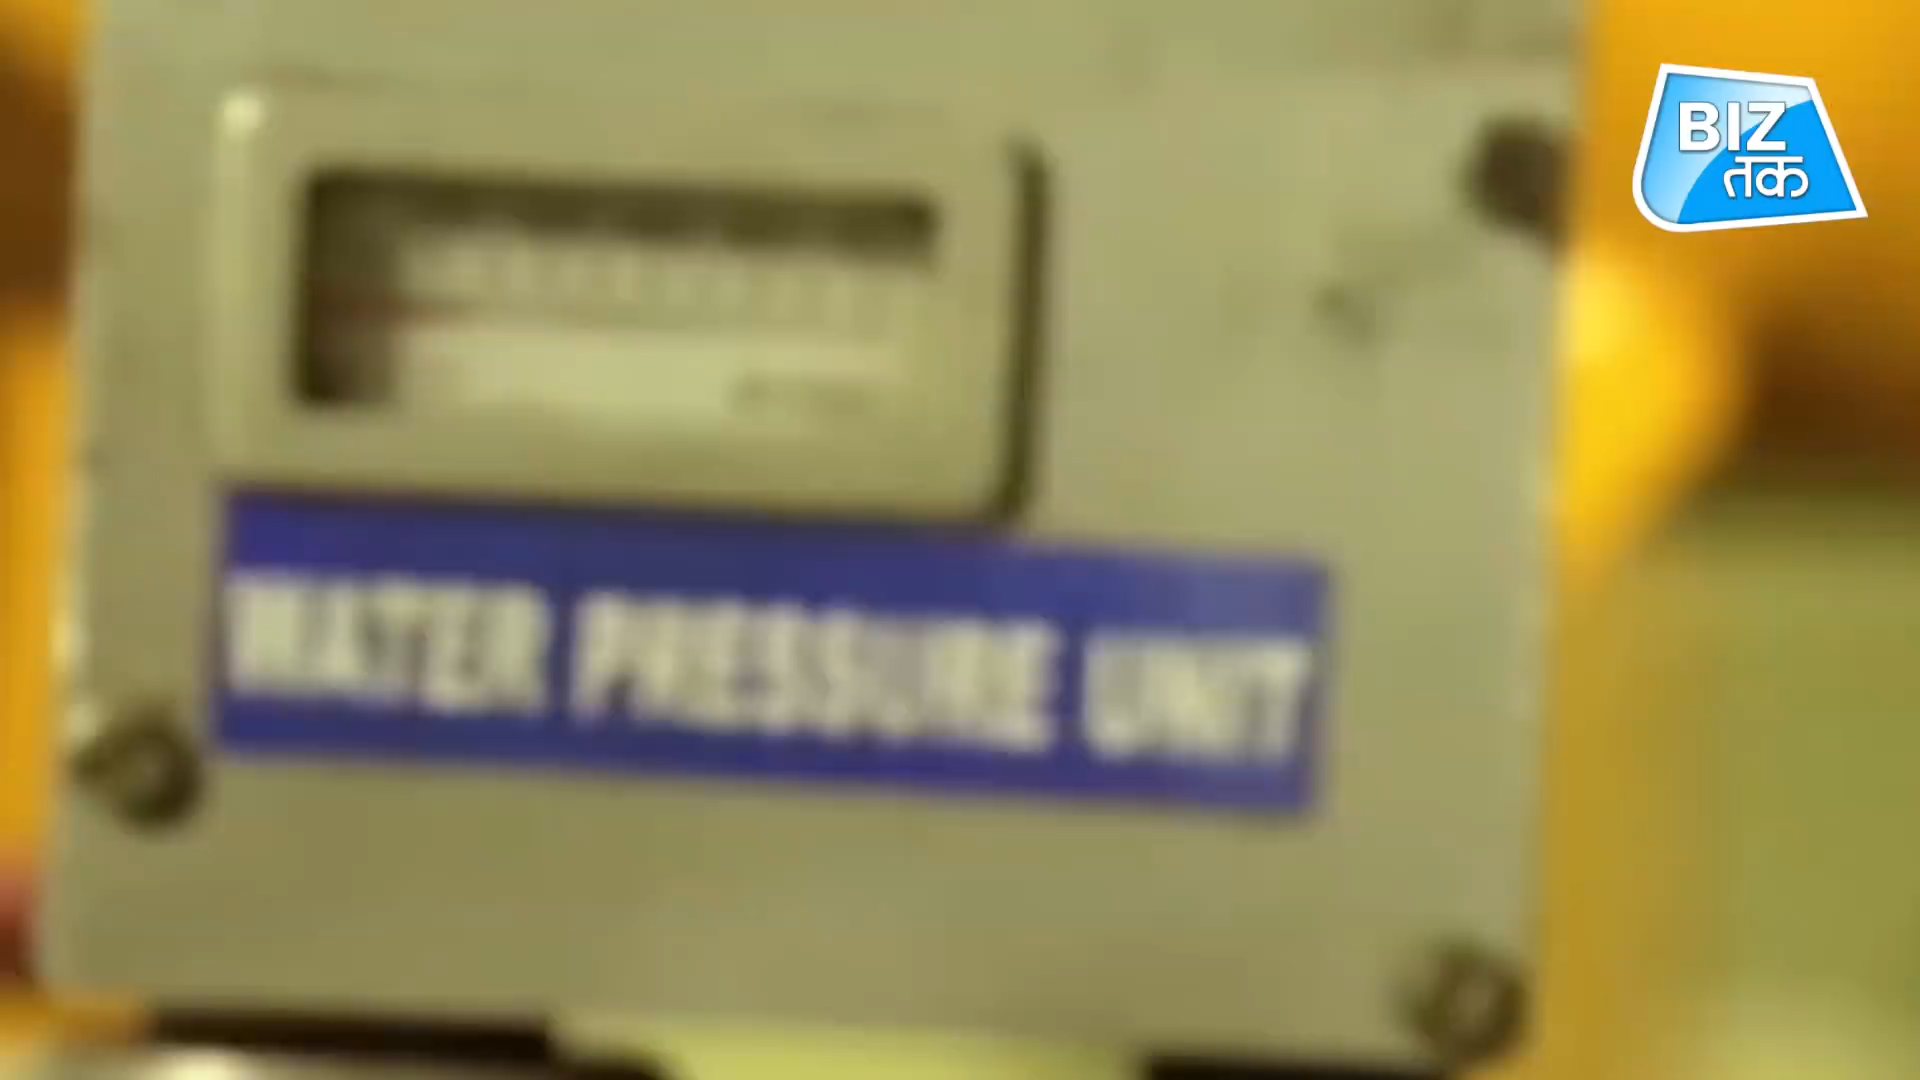 BIZ
तक
WATER PRESSURE UNIT